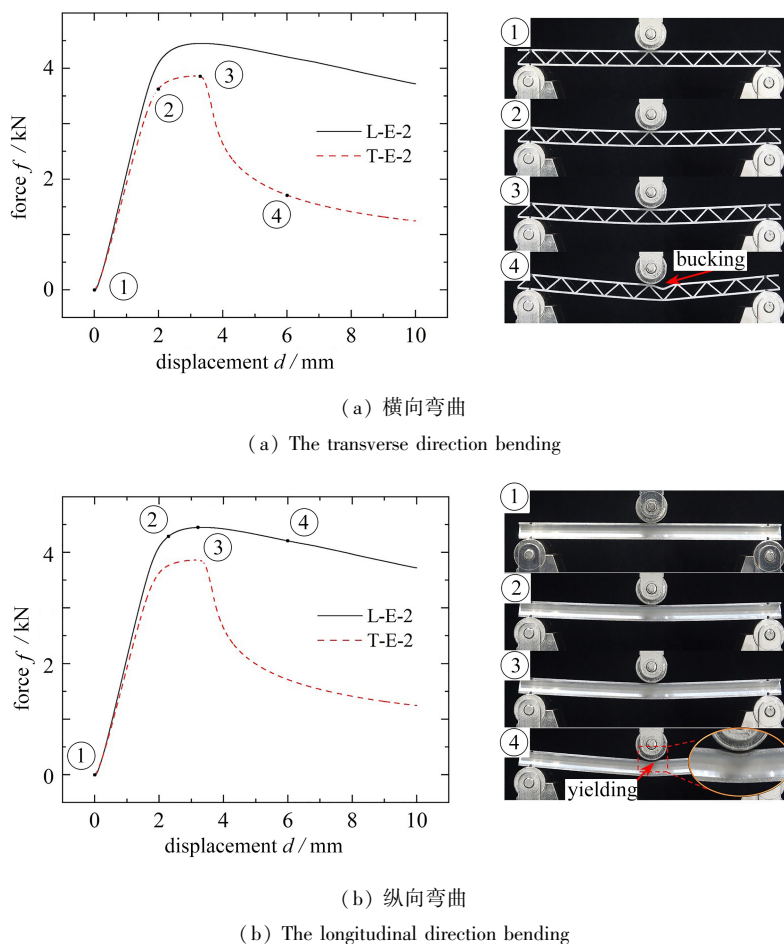 4
2
0
force f / kN
0 2 4 6 8 10
displacement d / mm
L-E-2
T-E-2
①
②
③
④
①
②
③
④
bucking
(a) 横向弯曲
(a) The transverse direction bending
4
2
0
force f / kN
0 2 4 6 8 10
displacement d / mm
L-E-2
T-E-2
①
②
③
④
①
②
③
④
yielding
(b) 纵向弯曲
(b) The longitudinal direction bending